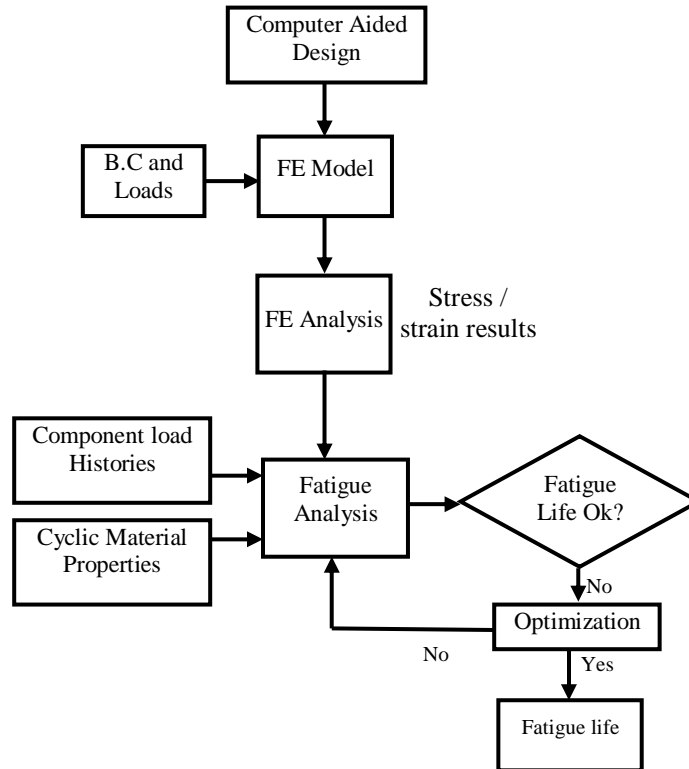 Computer Aided
Design
B.C and
Loads
FE Model
FE Analysis
Stress /
strain results
Component load
Histories
Cyclic Material
Properties
Fatigue
Analysis
Fatigue
Life Ok?
No
Optimization
No
Yes
Fatigue life